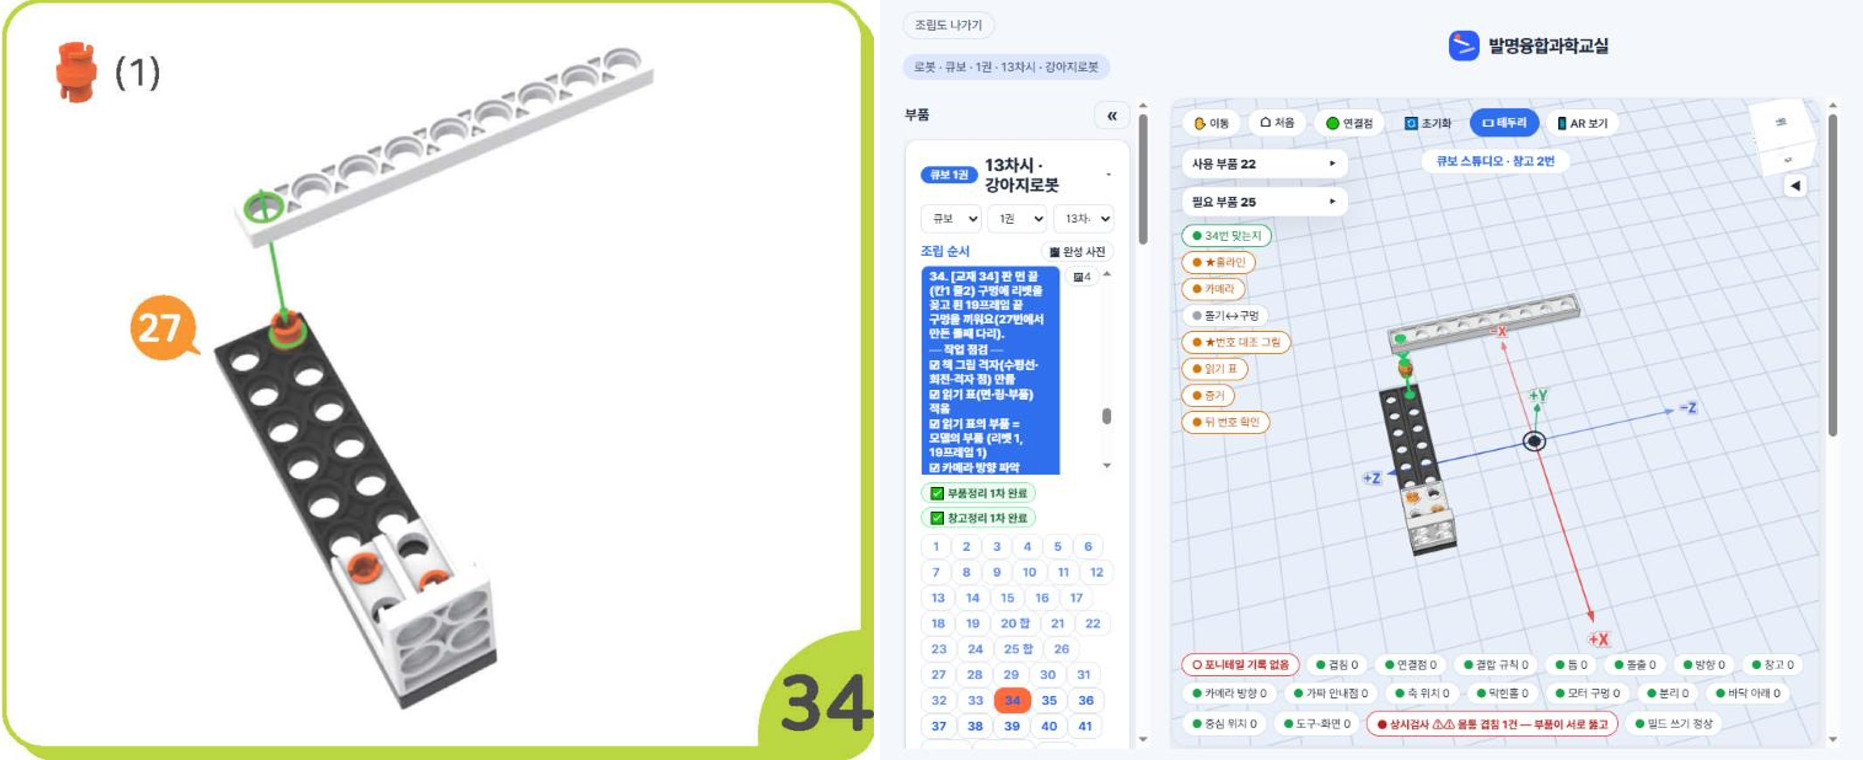 (1)
27
34
조립도 나가기
로봇 · 큐보 · 1권 · 13차시 · 강아지로봇
발명융합과학교실
부품
«
큐보 1권
13차시 ·
강아지로봇
큐보
1권
13차
조립 순서
완성 사진
34. [교재 34] 판 먼 끝
(칸1 줄2) 구멍에 리벳을
꽂고 흰 19프레임 끝
구멍을 끼워요(27번에서
만든 둘째 다리).
— 작업 점검 —
☑ 책 그림 격자(수평선·
회전·격자 점) 만듦
☑ 읽기 표(면·링·부품)
적음
☑ 읽기 표의 부품 =
모델의 부품 (리벳 1,
19프레임 1)
☑ 카메라 방향 파악
4
부품정리 1차 완료
창고정리 1차 완료
1 2 3 4 5 6
7 8 9 10 11 12
13 14 15 16 17
18 19 20 합 21 22
23 24 25 합 26
27 28 29 30 31
32 33 34 35 36
37 38 39 40 41
이동
처음
연결점
초기화
테두리
AR 보기
사용 부품 22
큐보 스튜디오 · 창고 2번
필요 부품 25
34번 맞는지
★홀라인
카메라
돌기↔구멍
★번호 대조 그림
읽기 표
증거
뒤 번호 확인
-X
+Y
-Z
+Z
+X
포니테일 기록 없음
겹침 0
연결점 0
결합 규칙 0
틈 0
돌출 0
방향 0
창고 0
카메라 방향 0
가짜 안내점 0
축 위치 0
막힌홀 0
모터 구멍 0
분리 0
바닥 아래 0
중심 위치 0
도구-화면 0
상시검사 ⚠⚠ 몸통 겹침 1건 — 부품이 서로 뚫고
빌드 쓰기 정상